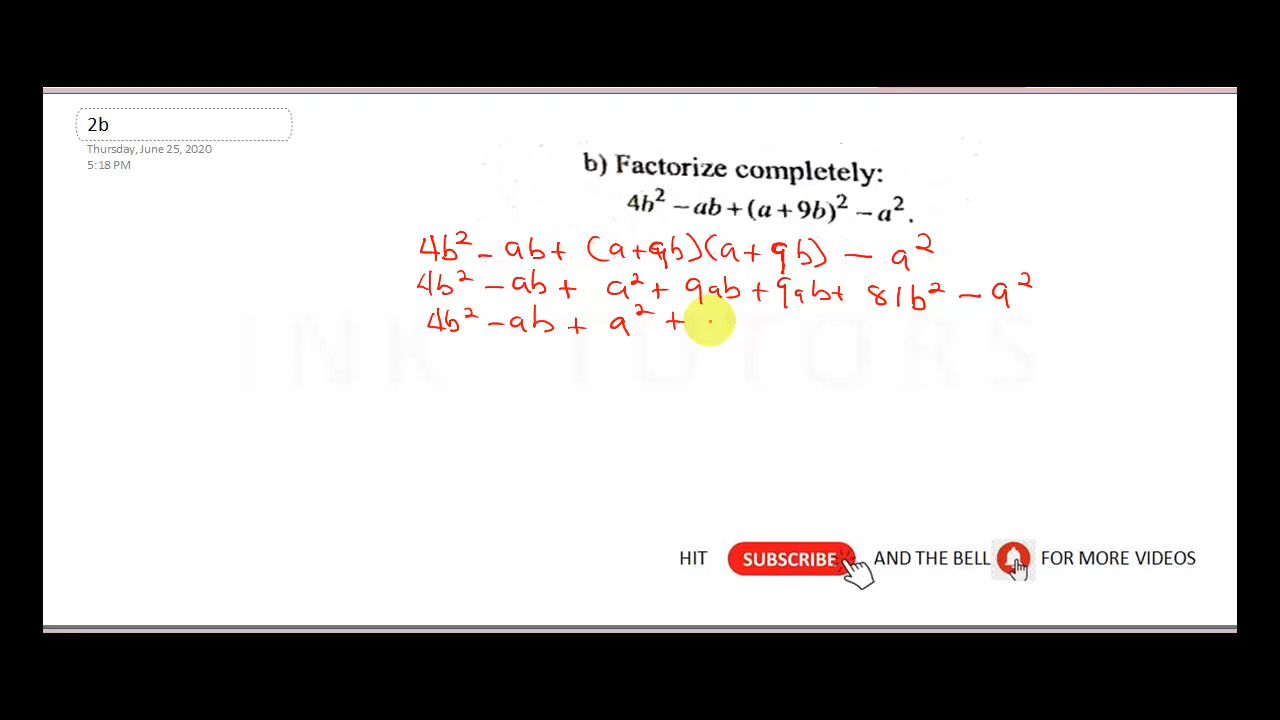 2b
Thursday, June 25, 2020
5:18 PM
b) Factorize completely:
4b² − ab + (a + 9b)² − a².
4b² − ab + (a + 9b)(a + 9b) − a²
4b² − ab + a² + 9ab + 9ab + 81b² − a²
4b² − ab + a² +
INK TUTORS
HIT SUBSCRIBE AND THE BELL FOR MORE VIDEOS